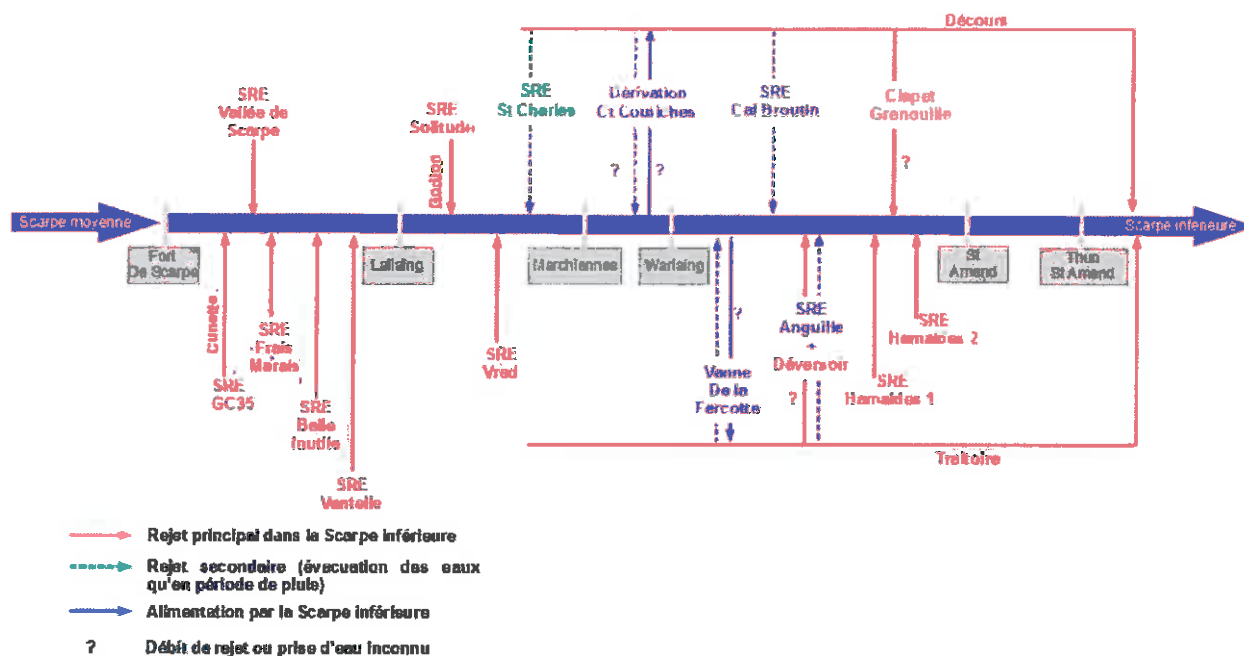 Décours
SRE
Vallée de
Scarpe
SRE
Solitude
SRE
St Charles
Dérivation
Ct Coutiches
SRE
Cal Broutin
Clapet
Grenouille
Godion
?
?
?
Scarpe moyenne
Scarpe inférieure
Fort
De Scarpe
Lallaing
Marchiennes
Warlaing
St
Amand
Thun
St Amand
Cunette
SRE
GC35
SRE
Frais
Marais
SRE
Belle
Inutile
SRE
Ventelle
SRE
Vred
?
Vanne
De la
Fercotte
SRE
Anguille
+
Déversoir
?
SRE
Hamaides 1
SRE
Hamaides 2
Traitoire
Rejet principal dans la Scarpe inférieure
Rejet secondaire (évacuation des eaux
qu'en période de pluie)
Alimentation par la Scarpe inférieure
? Débit de rejet ou prise d'eau inconnu